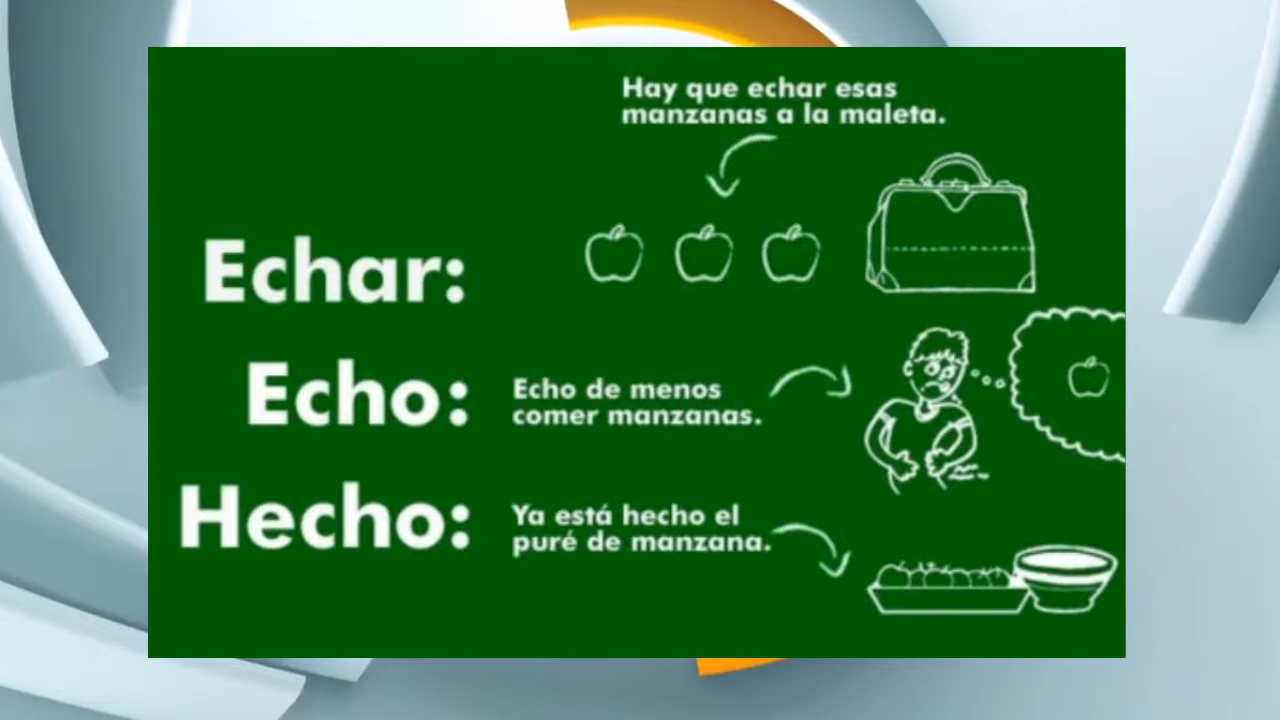 Hay que echar esas
manzanas a la maleta.
Echar:
Echo:
Echo de menos
comer manzanas.
Hecho:
Ya está hecho el
puré de manzana.